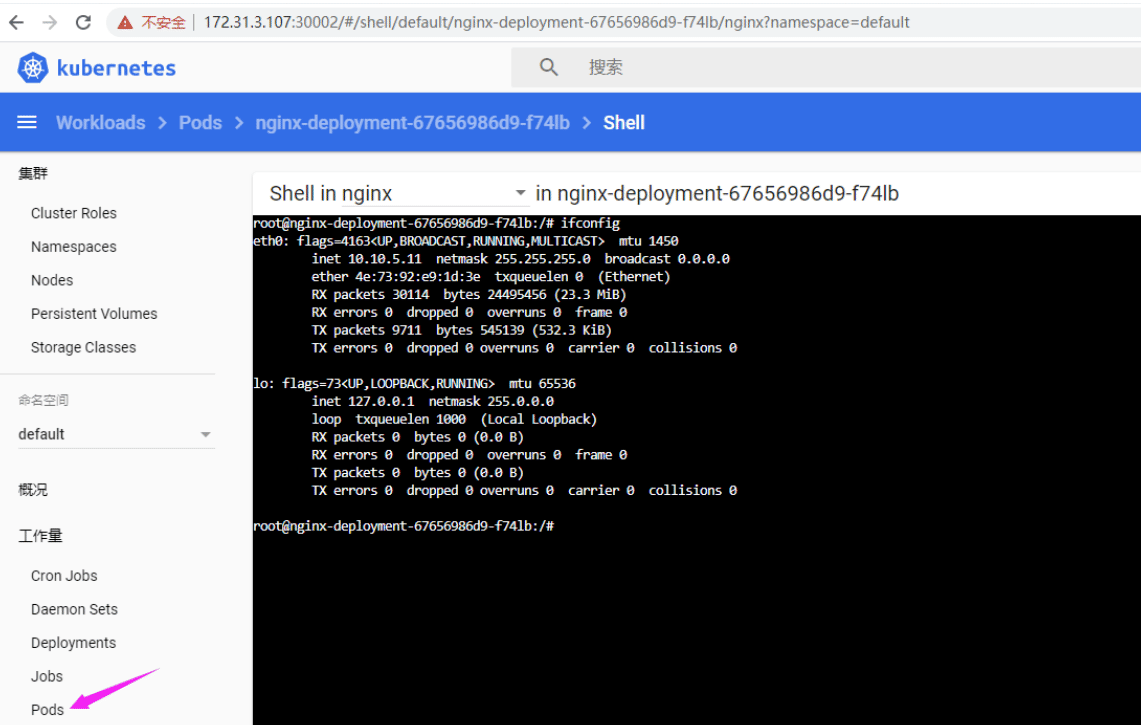 不安全 | 172.31.3.107:30002/#/shell/default/nginx-deployment-67656986d9-f74lb/nginx?namespace=default
kubernetes
搜索
Workloads > Pods > nginx-deployment-67656986d9-f74lb > Shell
集群
Cluster Roles
Namespaces
Nodes
Persistent Volumes
Storage Classes
命名空间
default
概况
工作量
Cron Jobs
Daemon Sets
Deployments
Jobs
Pods
Shell in nginx in nginx-deployment-67656986d9-f74lb
root@nginx-deployment-67656986d9-f74lb:/# ifconfig
eth0: flags=4163<UP,BROADCAST,RUNNING,MULTICAST>  mtu 1450
        inet 10.10.5.11  netmask 255.255.255.0  broadcast 0.0.0.0
        ether 4e:73:92:e9:1d:3e  txqueuelen 0  (Ethernet)
        RX packets 30114  bytes 24495456 (23.3 MiB)
        RX errors 0  dropped 0  overruns 0  frame 0
        TX packets 9711  bytes 545139 (532.3 KiB)
        TX errors 0  dropped 0 overruns 0  carrier 0  collisions 0
lo: flags=73<UP,LOOPBACK,RUNNING>  mtu 65536
        inet 127.0.0.1  netmask 255.0.0.0
        loop  txqueuelen 1000  (Local Loopback)
        RX packets 0  bytes 0 (0.0 B)
        RX errors 0  dropped 0  overruns 0  frame 0
        TX packets 0  bytes 0 (0.0 B)
        TX errors 0  dropped 0 overruns 0  carrier 0  collisions 0
root@nginx-deployment-67656986d9-f74lb:/#